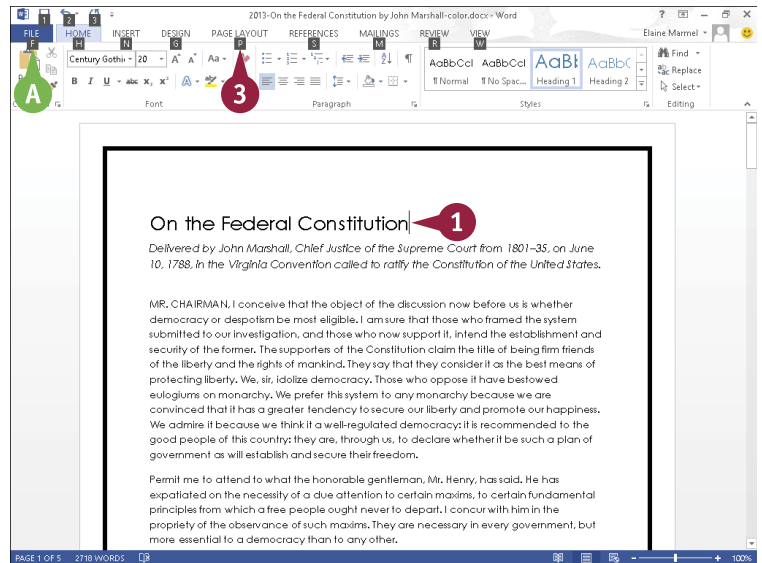 2013-On the Federal Constitution by John Marshall-color.docx - Word
1 2 3
FILE HOME INSERT DESIGN PAGE LAYOUT REFERENCES MAILINGS REVIEW VIEW Elaine Marmel
F H N G P S M R W
Century Gothi 20 A A Aa AaBbCcI AaBbCcI AaBb AaBbC Find
Replace
B I U abc X₂ X² A ¶ Normal ¶ No Spac... Heading 1 Heading 2 Select
A 3
Font Paragraph Styles Editing
On the Federal Constitution 1
Delivered by John Marshall, Chief Justice of the Supreme Court from 1801–35, on June
10, 1788, in the Virginia Convention called to ratify the Constitution of the United States.
MR. CHAIRMAN, I conceive that the object of the discussion now before us is whether
democracy or despotism be most eligible. I am sure that those who framed the system
submitted to our investigation, and those who now support it, intend the establishment and
security of the former. The supporters of the Constitution claim the title of being firm friends
of the liberty and the rights of mankind. They say that they consider it as the best means of
protecting liberty. We, sir, idolize democracy. Those who oppose it have bestowed
eulogiums on monarchy. We prefer this system to any monarchy because we are
convinced that it has a greater tendency to secure our liberty and promote our happiness.
We admire it because we think it a well-regulated democracy: it is recommended to the
good people of this country: they are, through us, to declare whether it be such a plan of
government as will establish and secure their freedom.
Permit me to attend to what the honorable gentleman, Mr. Henry, has said. He has
expatiated on the necessity of a due attention to certain maxims, to certain fundamental
principles from which a free people ought never to depart. I concur with him in the
propriety of the observance of such maxims. They are necessary in every government, but
more essential to a democracy than to any other.
PAGE 1 OF 5 2718 WORDS 100%